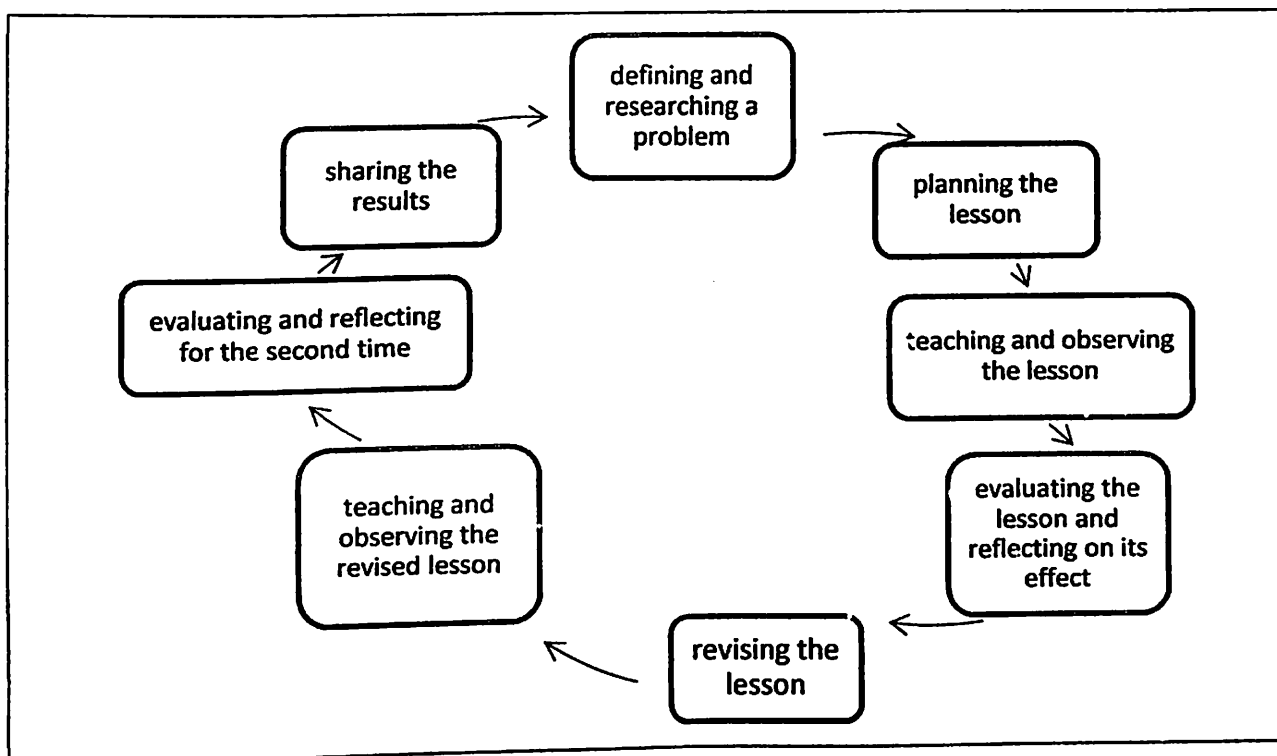 defining and
researching a
problem
planning the
lesson
teaching and observing
the lesson
evaluating the
lesson and
reflecting on its
effect
revising the
lesson
teaching and
observing the
revised lesson
evaluating and reflecting
for the second time
sharing the
results